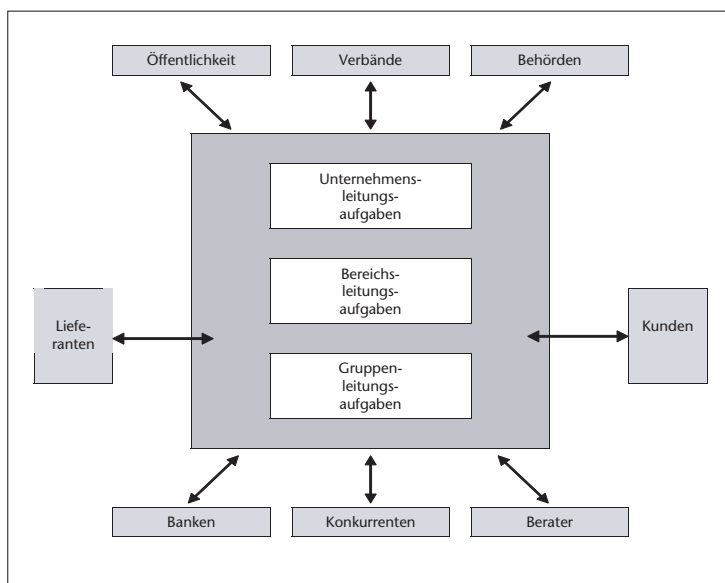 Öffentlichkeit
Verbände
Behörden
Unternehmens-
leitungs-
aufgaben
Bereichs-
leitungs-
aufgaben
Liefe-
ranten
Kunden
Gruppen-
leitungs-
aufgaben
Banken
Konkurrenten
Berater